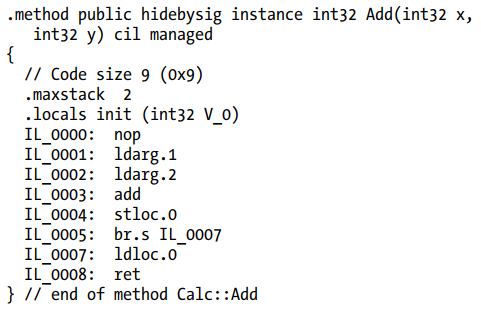 .method public hidebysig instance int32 Add(int32 x,
int32 y) cil managed
{
// Code size 9 (0x9)
.maxstack 2
.locals init (int32 V_0)
IL_0000: nop
IL_0001: ldarg.1
IL_0002: ldarg.2
IL_0003: add
IL_0004: stloc.0
IL_0005: br.s IL_0007
IL_0007: ldloc.0
IL_0008: ret
} // end of method Calc::Add